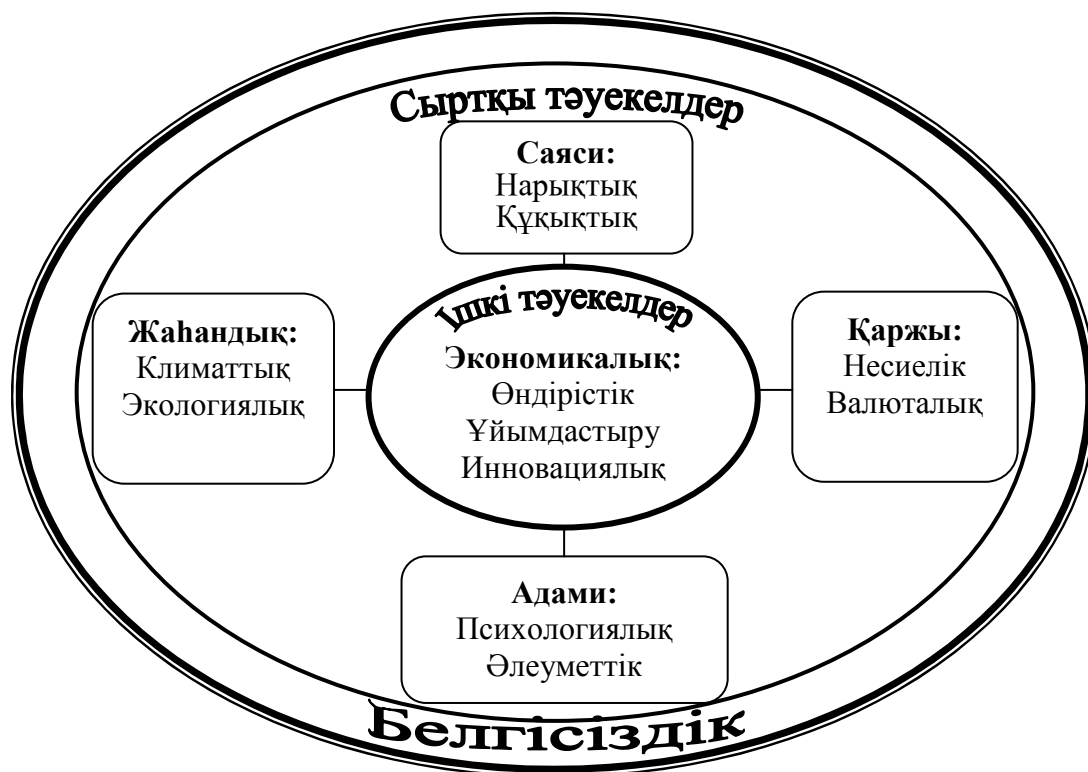 Сыртқы тәуекелдер
Саяси:
Нарықтық
Құқықтық
Ішкі тәуекелдер
Экономикалық:
Өндірістік
Ұйымдастыру
Инновациялық
Жаһандық:
Климаттық
Экологиялық
Қаржы:
Несиелік
Валюталық
Адами:
Психологиялық
Әлеуметтік
Белгісіздік